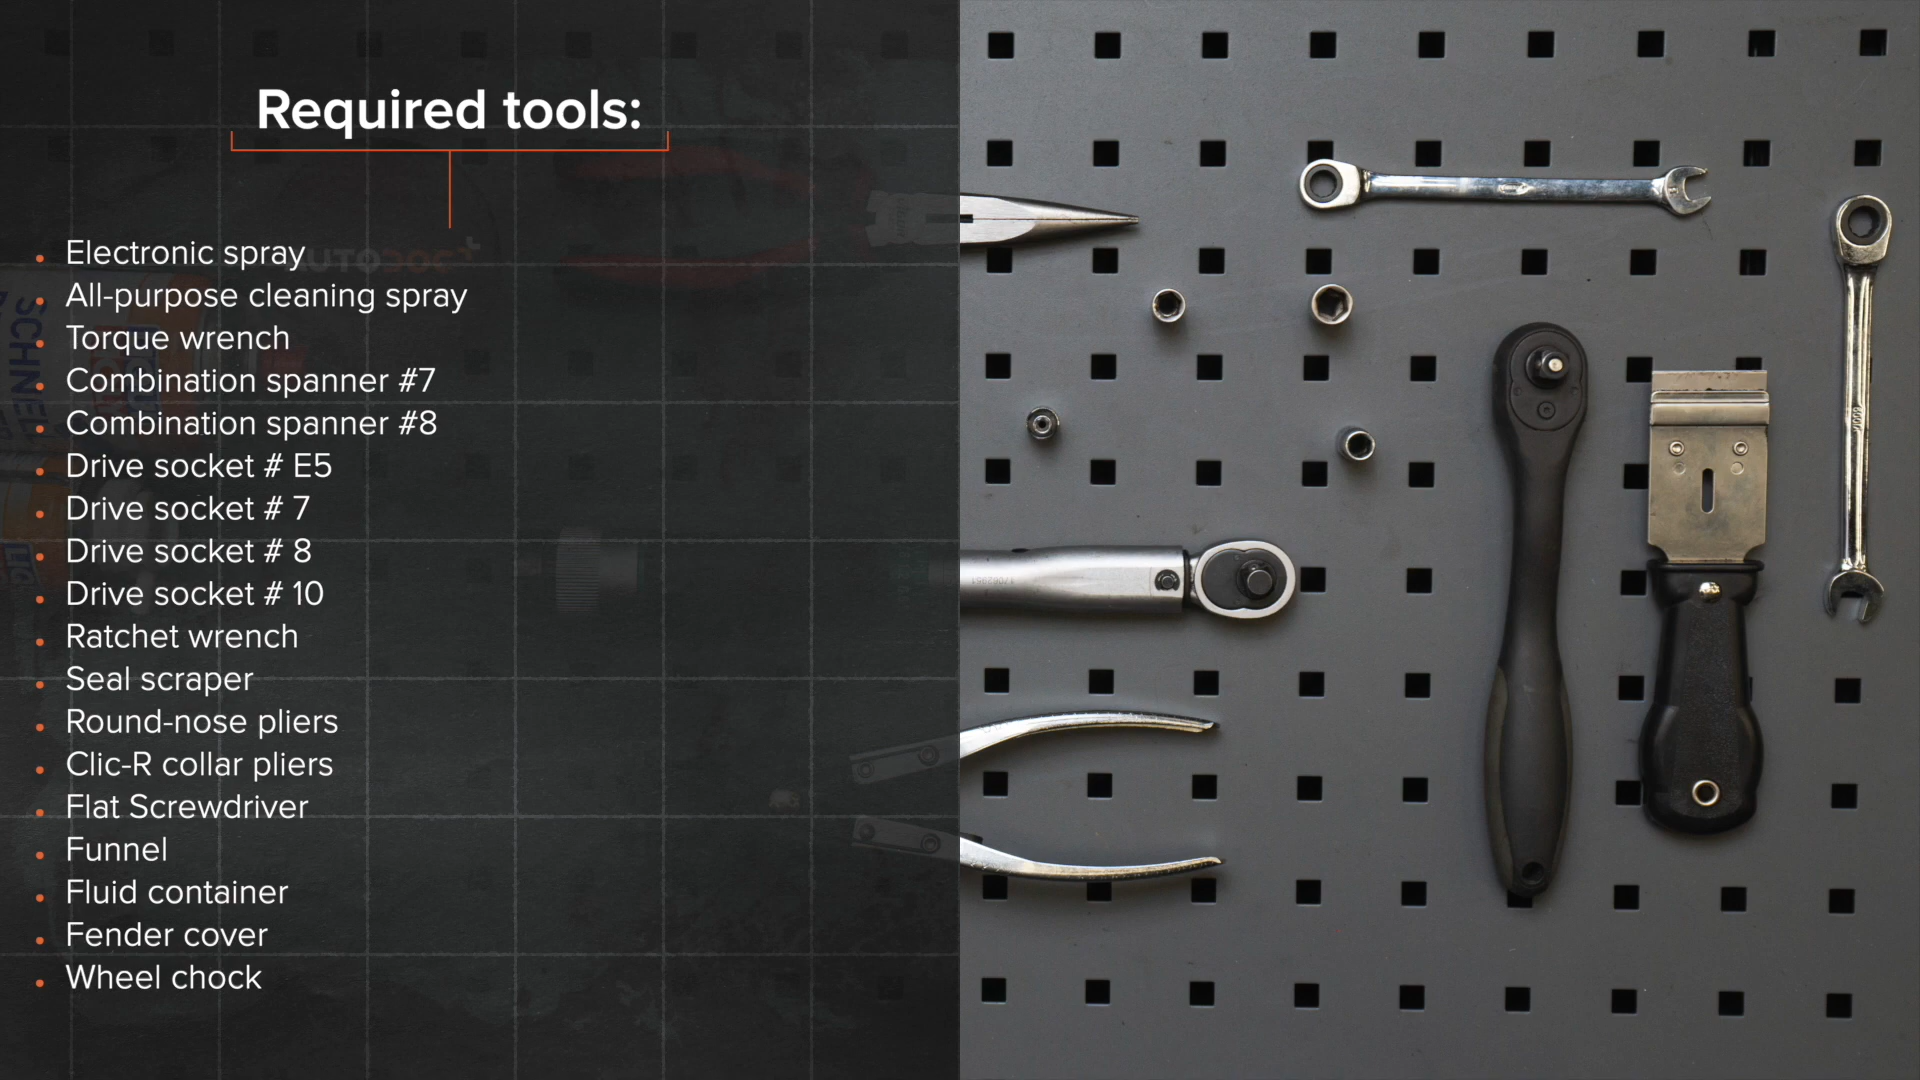 Required tools:
Electronic spray
All-purpose cleaning spray
Torque wrench
Combination spanner #7
Combination spanner #8
Drive socket # E5
Drive socket # 7
Drive socket # 8
Drive socket # 10
Ratchet wrench
Seal scraper
Round-nose pliers
Clic-R collar pliers
Flat Screwdriver
Funnel
Fluid container
Fender cover
Wheel chock
AUTODOC+
SCHNELL